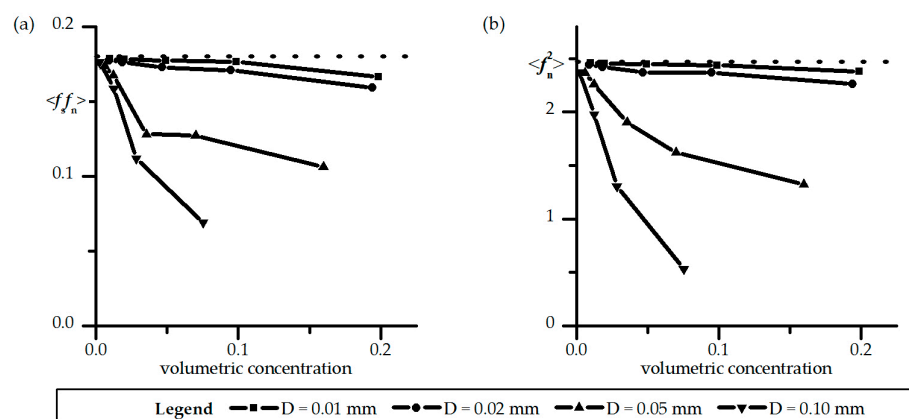 (a)
0.2
<f_s f_n>
0.1
0.0
0.0
0.1
0.2
volumetric concentration
(b)
<f_n^2>
2
1
0
0.0
0.1
0.2
volumetric concentration
Legend D = 0.01 mm D = 0.02 mm D = 0.05 mm D = 0.10 mm